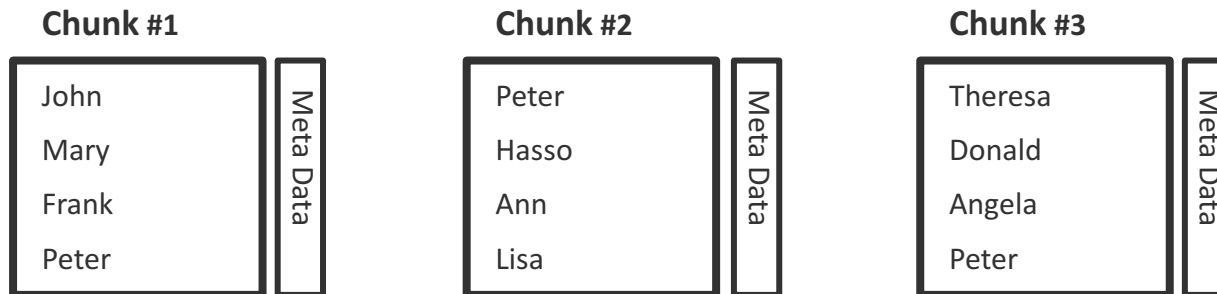 Chunk #1
John
Mary
Frank
Peter
Meta Data
Chunk #2
Peter
Hasso
Ann
Lisa
Meta Data
Chunk #3
Theresa
Donald
Angela
Peter
Meta Data